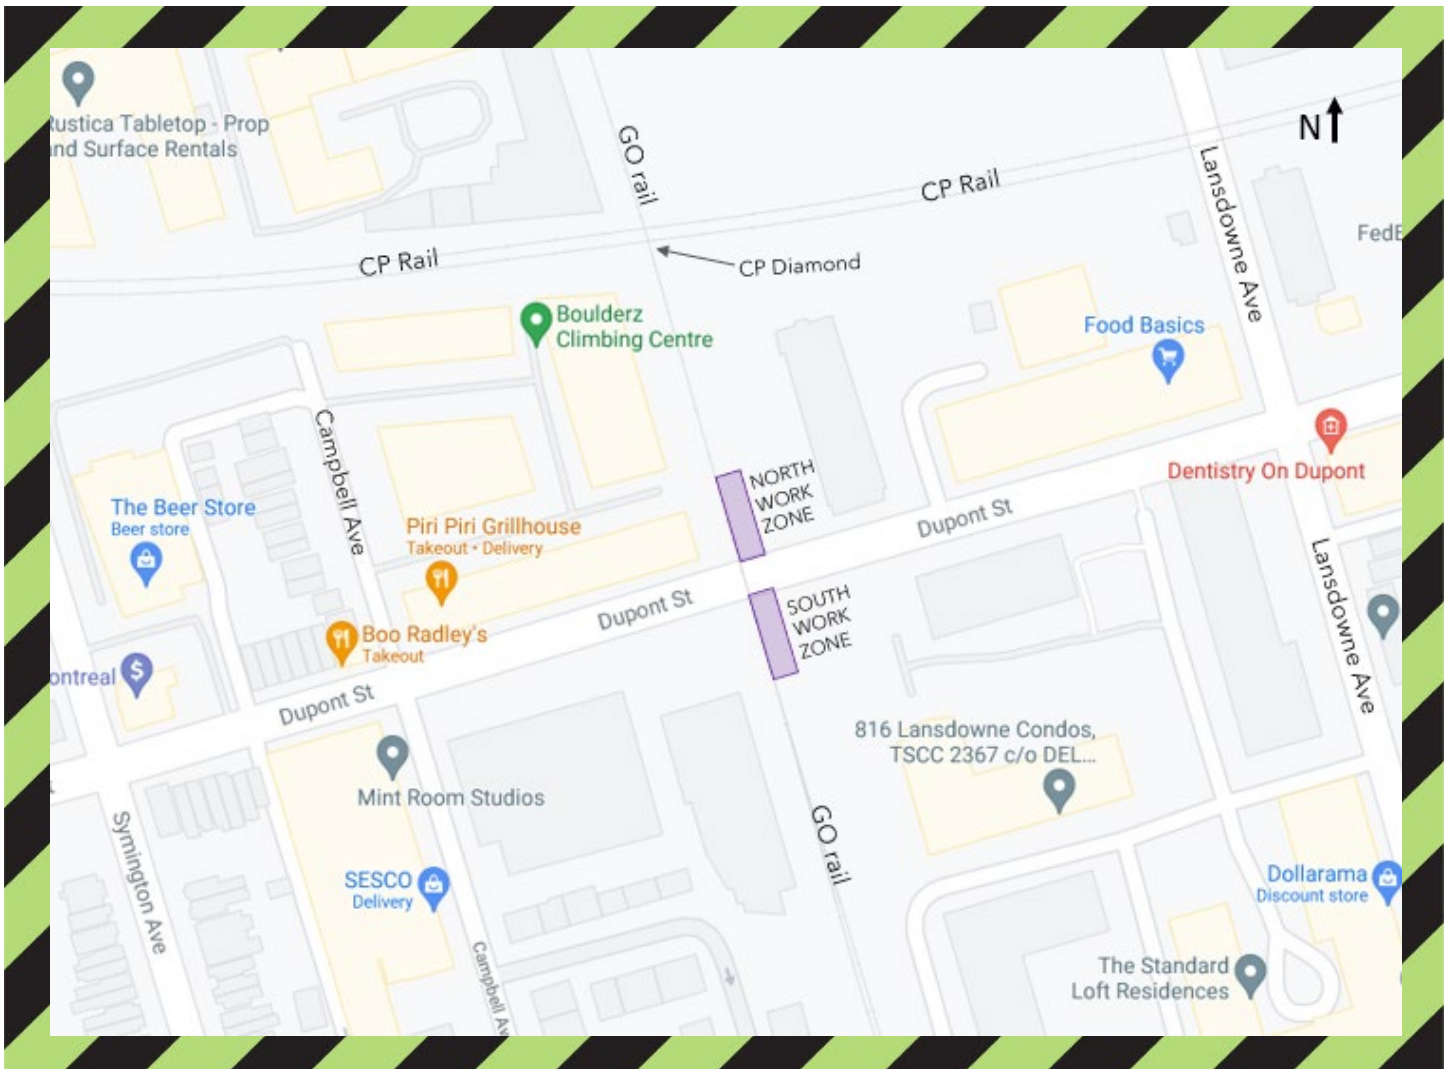 Rustica Tabletop - Prop
and Surface Rentals
GO rail
N
CP Rail
Lansdowne Ave
FedE
CP Rail
CP Diamond
Boulderz
Climbing Centre
Food Basics
Campbell Ave
Dentistry On Dupont
NORTH
WORK
ZONE
The Beer Store
Beer store
Piri Piri Grillhouse
Takeout • Delivery
Dupont St
Lansdowne Ave
Dupont St
SOUTH
WORK
ZONE
Boo Radley's
Takeout
ontreal
Dupont St
816 Lansdowne Condos,
TSCC 2367 c/o DEL...
Mint Room Studios
GO rail
Symington Ave
SESCO
Delivery
Dollarama
Discount store
Campbell Av
The Standard
Loft Residences